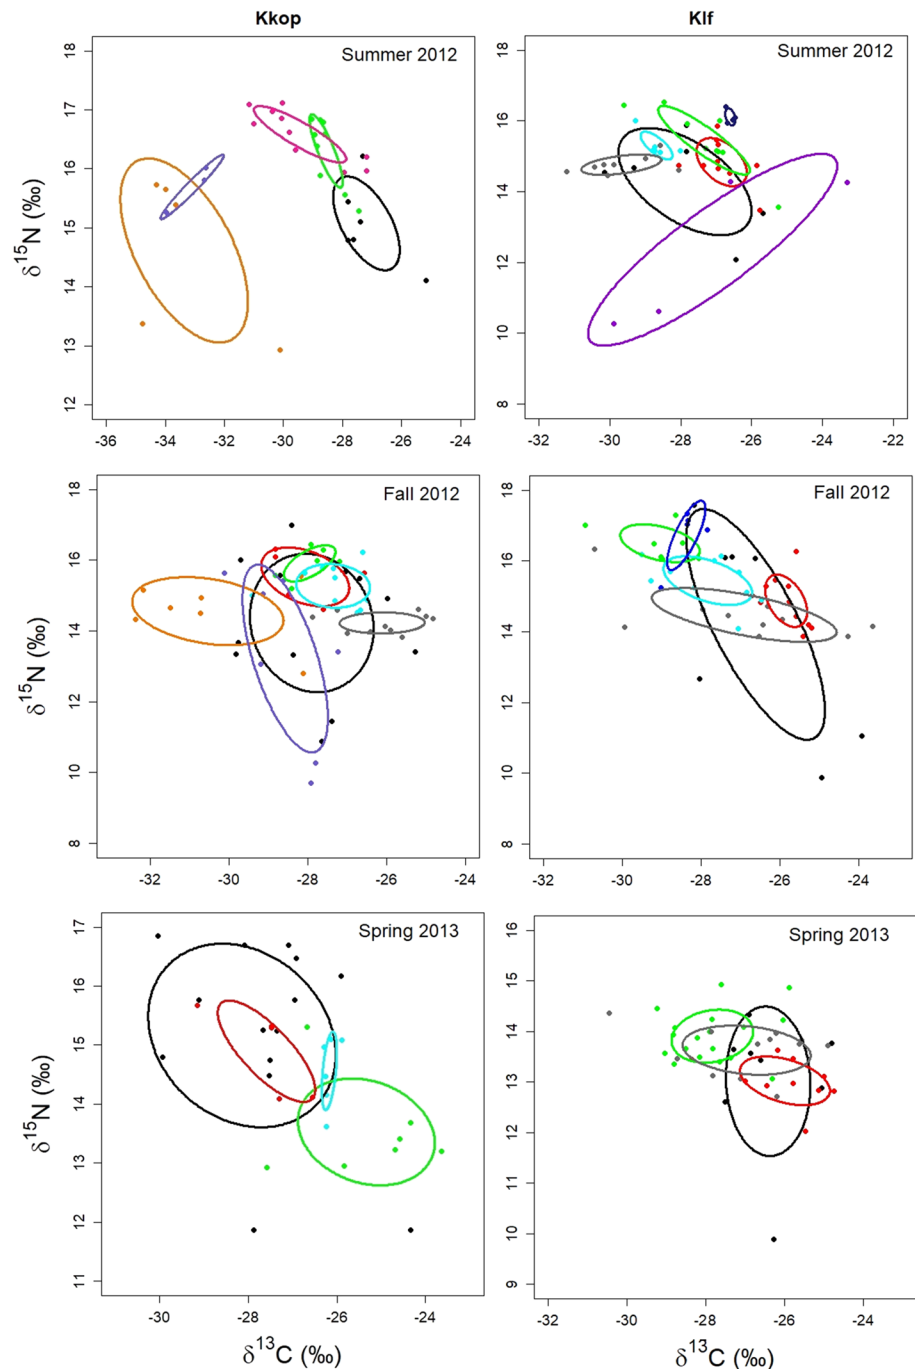 Kkop Klf
Summer 2012
18
17
16
15
14
13
12
δ15N (‰)
-36 -34 -32 -30 -28 -26 -24
Summer 2012
18
16
14
12
10
8
-32 -30 -28 -26 -24 -22
Fall 2012
18
16
14
12
10
8
δ15N (‰)
-32 -30 -28 -26 -24
Fall 2012
18
16
14
12
10
8
-32 -30 -28 -26 -24
Spring 2013
17
16
15
14
13
12
11
δ15N (‰)
-30 -28 -26 -24
δ13C (‰)
Spring 2013
16
15
14
13
12
11
10
9
-32 -30 -28 -26 -24
δ13C (‰)